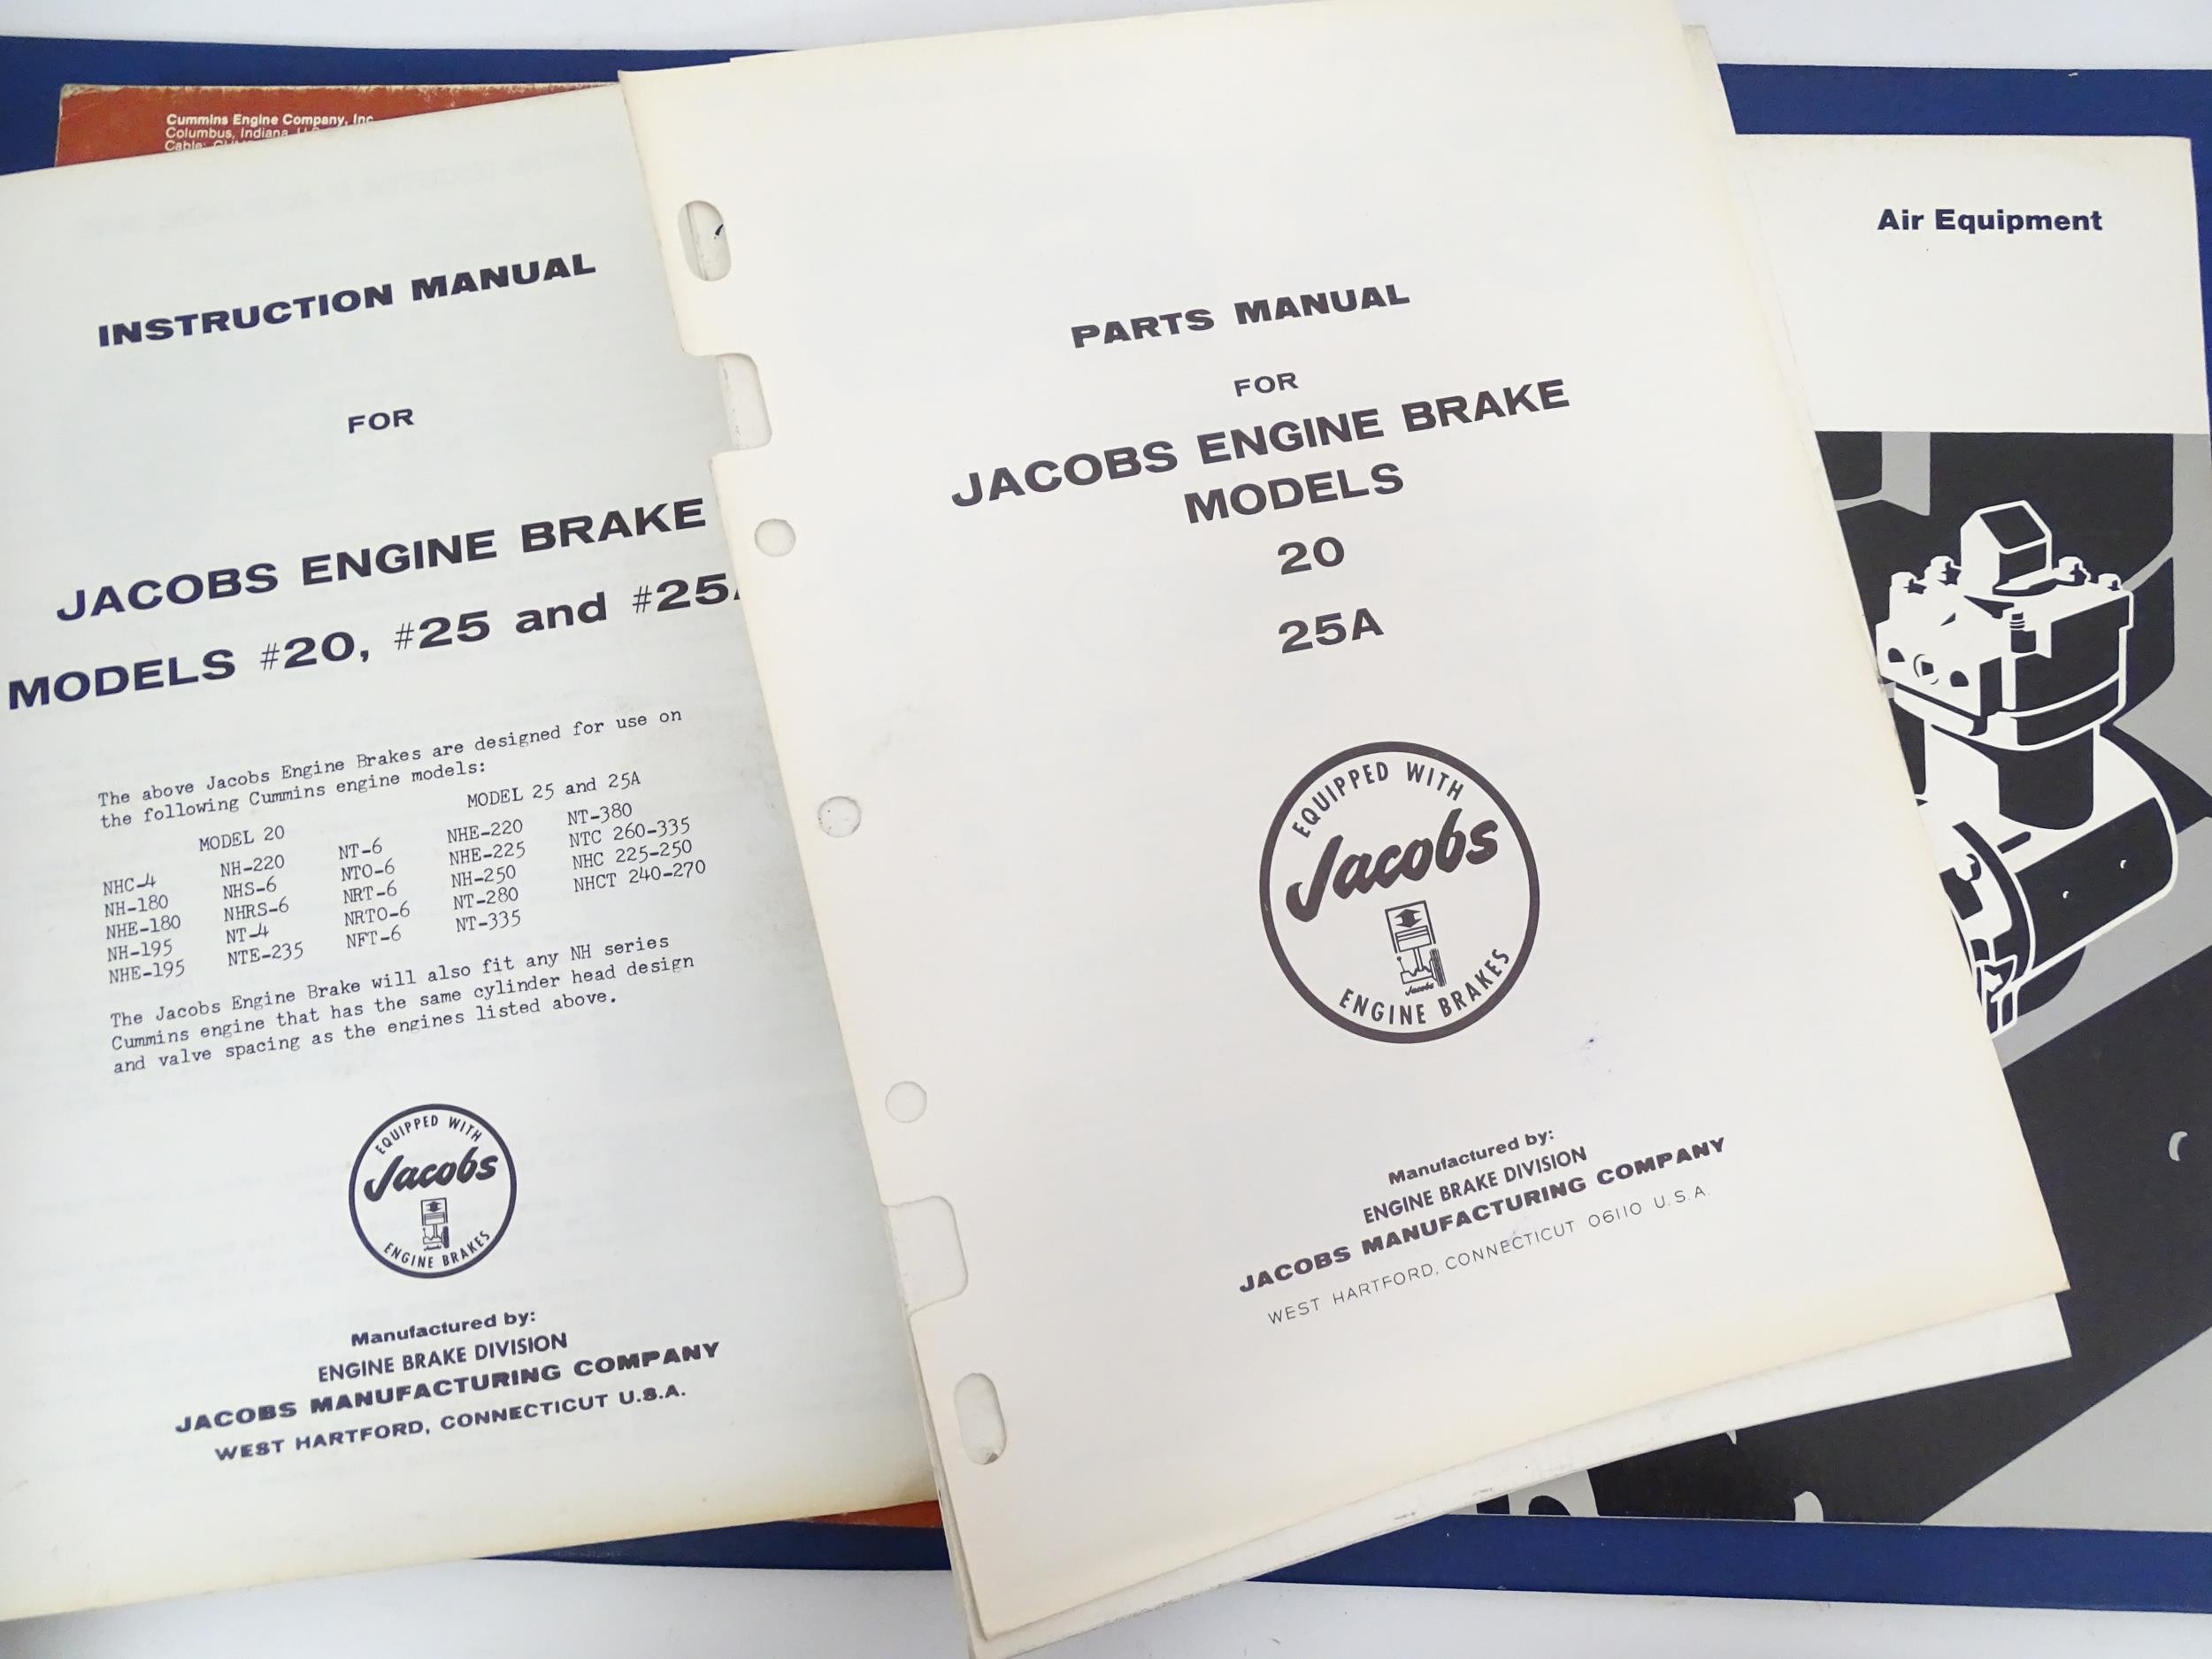 Cummins Engine Company, Inc
Columbus, Indiana,
Cable:
INSTRUCTION MANUAL
FOR
JACOBS ENGINE BRAKE
MODELS #20, #25 and #25
The above Jacobs Engine Brakes are designed for use on
the following Cummins engine models:
MODEL 20 MODEL 25 and 25A
NHC-4 NH-220 NT-6 NHE-220 NT-380
NH-180 NHS-6 NTO-6 NHE-225 NTC 260-335
NHE-180 NHRS-6 NRT-6 NH-250 NHC 225-250
NH-195 NT-4 NRTO-6 NT-280 NHCT 240-270
NHE-195 NTE-235 NFT-6 NT-335
The Jacobs Engine Brake will also fit any NH series
Cummins engine that has the same cylinder head design
and valve spacing as the engines listed above.
EQUIPPED WITH
Jacobs
Jacobs
ENGINE BRAKES
Manufactured by:
ENGINE BRAKE DIVISION
JACOBS MANUFACTURING COMPANY
WEST HARTFORD, CONNECTICUT U.S.A.
PARTS MANUAL
FOR
JACOBS ENGINE BRAKE
MODELS
20
25A
EQUIPPED WITH
Jacobs
Jacobs
ENGINE BRAKES
Manufactured by:
ENGINE BRAKE DIVISION
JACOBS MANUFACTURING COMPANY
WEST HARTFORD, CONNECTICUT 06110 U.S.A.
Air Equipment